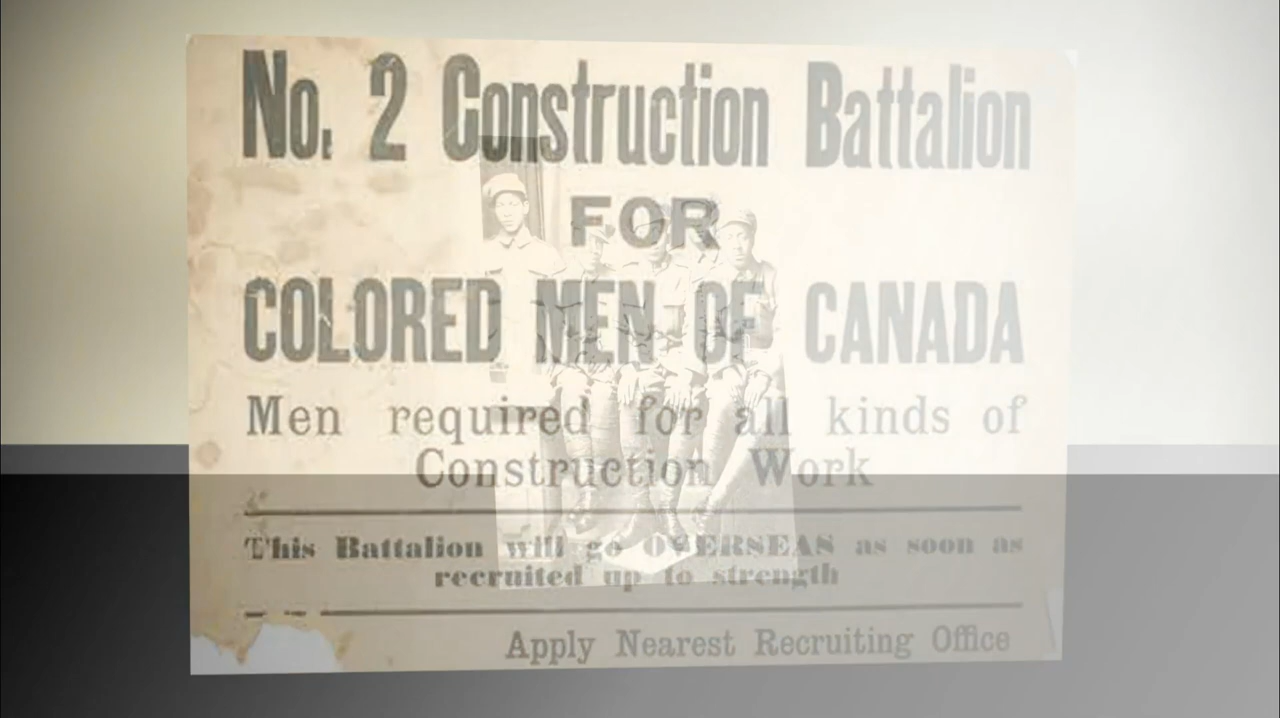 No. 2 Construction Battalion
FOR
COLORED MEN OF CANADA
Men required for all kinds of
Construction Work
This Battalion will go OVERSEAS as soon as
recruited up to strength
Apply Nearest Recruiting Office